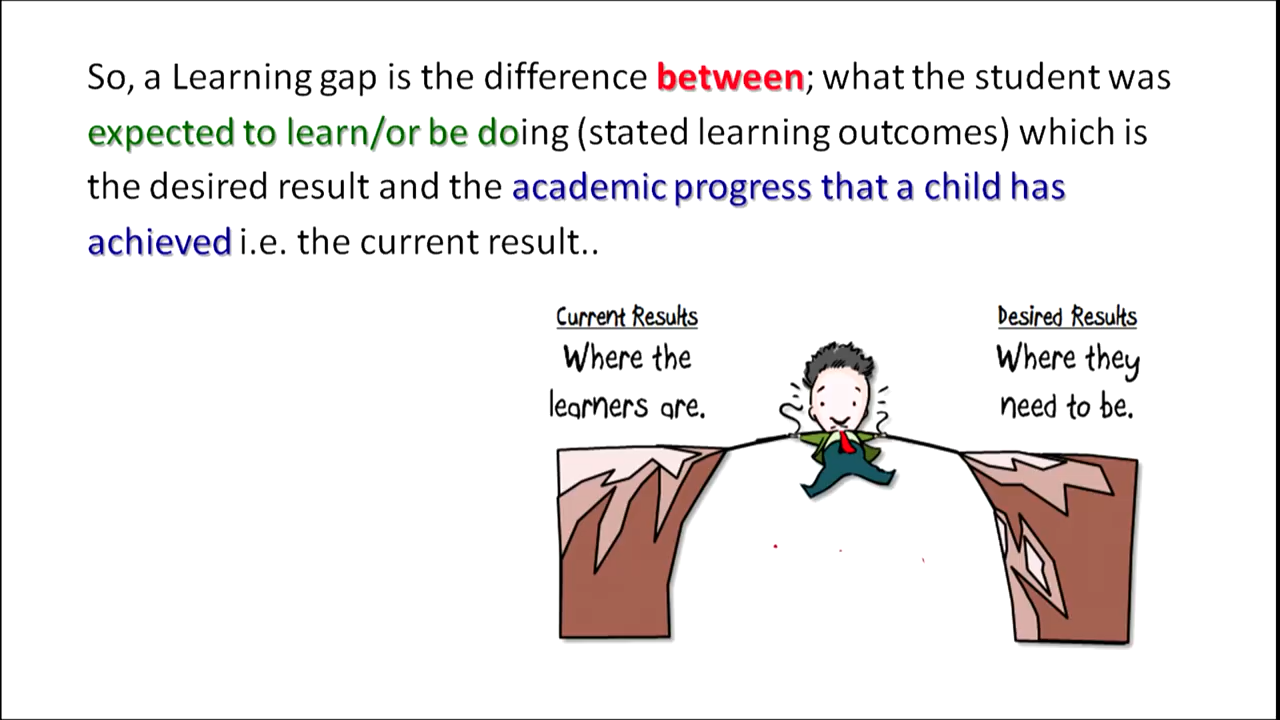 So, a Learning gap is the difference between; what the student was
expected to learn/or be doing (stated learning outcomes) which is
the desired result and the academic progress that a child has
achieved i.e. the current result..
Current Results
Where the
learners are.
Desired Results
Where they
need to be.